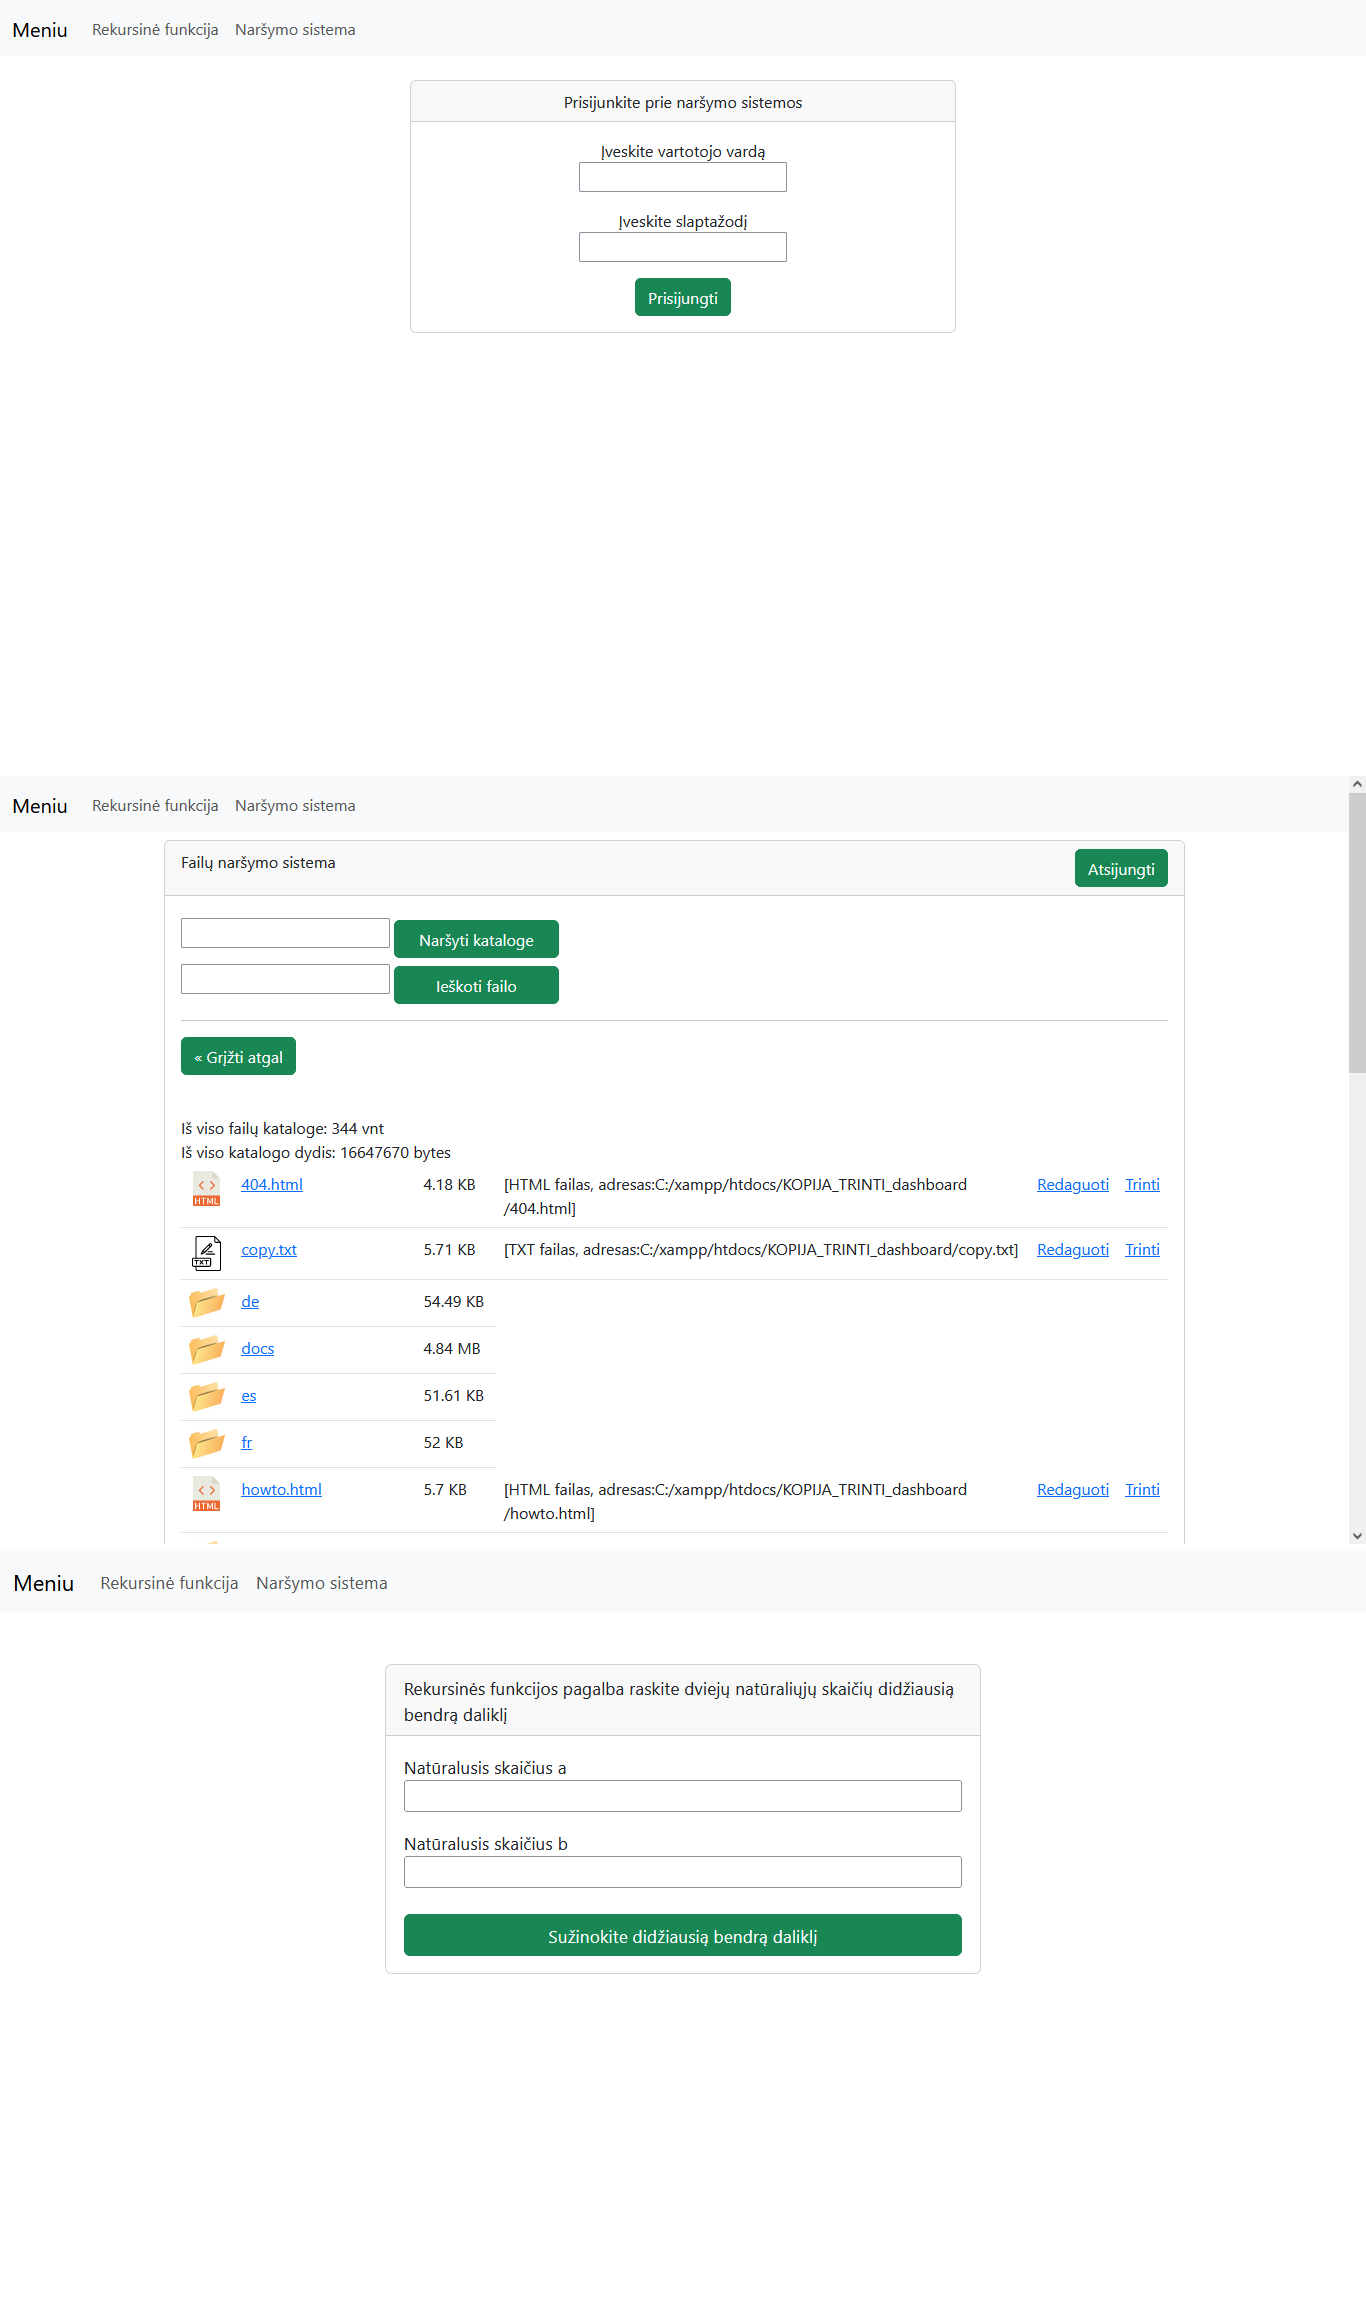 Meniu Rekursinė funkcija Naršymo sistema
Prisijunkite prie naršymo sistemos
Įveskite vartotojo vardą
Įveskite slaptažodį
Prisijungti
Meniu Rekursinė funkcija Naršymo sistema
Failų naršymo sistema Atsijungti
Naršyti kataloge
Ieškoti failo
« Grįžti atgal
Iš viso failų kataloge: 344 vnt
Iš viso katalogo dydis: 16647670 bytes
HTML 404.html 4.18 KB [HTML failas, adresas:C:/xampp/htdocs/KOPIJA_TRINTI_dashboard Redaguoti Trinti
/404.html]
TXT copy.txt 5.71 KB [TXT failas, adresas:C:/xampp/htdocs/KOPIJA_TRINTI_dashboard/copy.txt] Redaguoti Trinti
de 54.49 KB
docs 4.84 MB
es 51.61 KB
fr 52 KB
HTML howto.html 5.7 KB [HTML failas, adresas:C:/xampp/htdocs/KOPIJA_TRINTI_dashboard Redaguoti Trinti
/howto.html]
Meniu Rekursinė funkcija Naršymo sistema
Rekursinės funkcijos pagalba raskite dviejų natūraliųjų skaičių didžiausią
bendrą daliklį
Natūralusis skaičius a
Natūralusis skaičius b
Sužinokite didžiausią bendrą daliklį